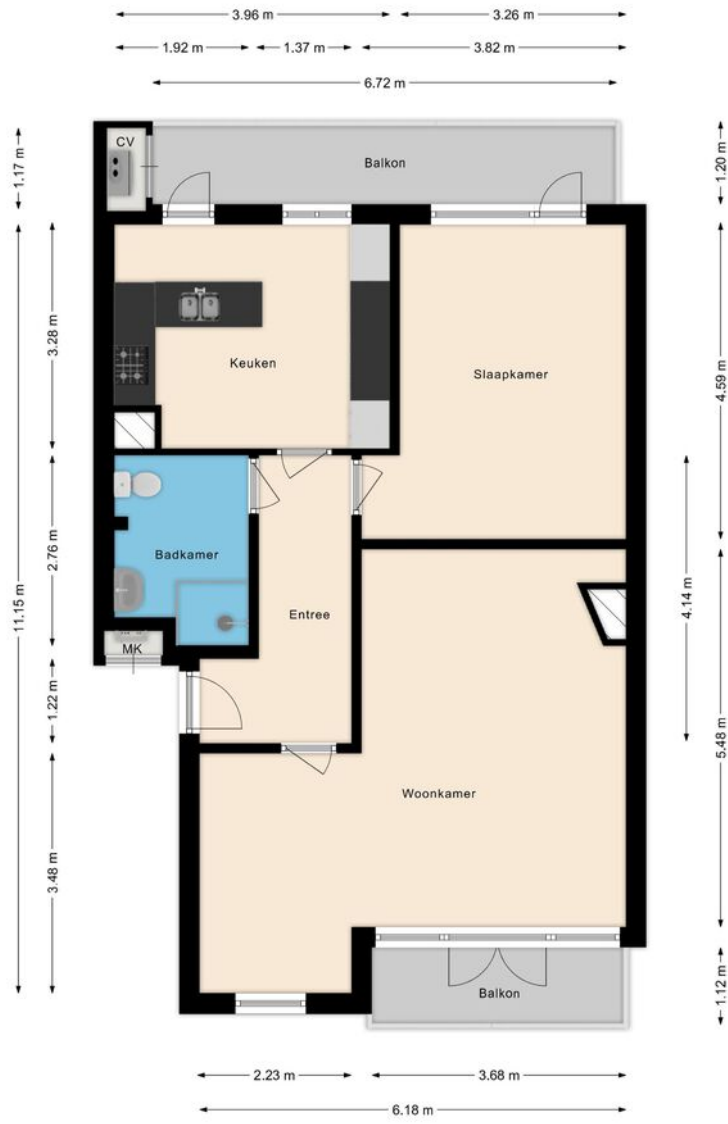 3.96 m
3.26 m
1.92 m
1.37 m
3.82 m
6.72 m
CV
Balkon
1.17 m
1.20 m
3.28 m
Keuken
Slaapkamer
4.59 m
11.15 m
2.76 m
Badkamer
Entree
4.14 m
MK
1.22 m
5.48 m
Woonkamer
3.48 m
Balkon
1.12 m
2.23 m
3.68 m
6.18 m